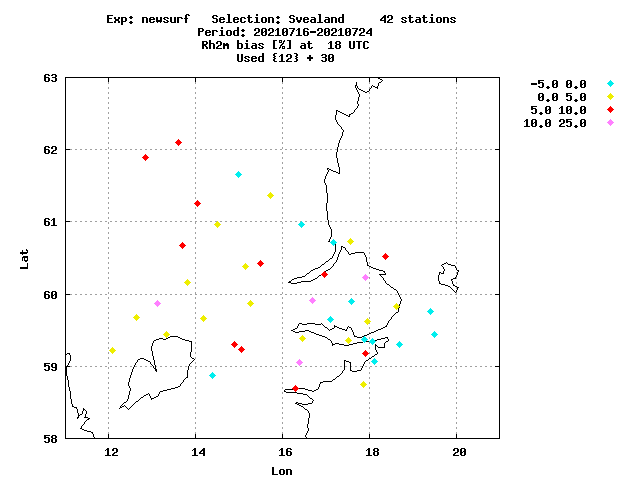 Exp: newsurf   Selection: Svealand     42 stations
Period: 20210716-20210724
Rh2m bias [%] at  18 UTC
Used {12} + 30
-5.0 0.0
0.0 5.0
5.0 10.0
10.0 25.0
63
62
61
60
59
58
Lat
12 14 16 18 20
Lon